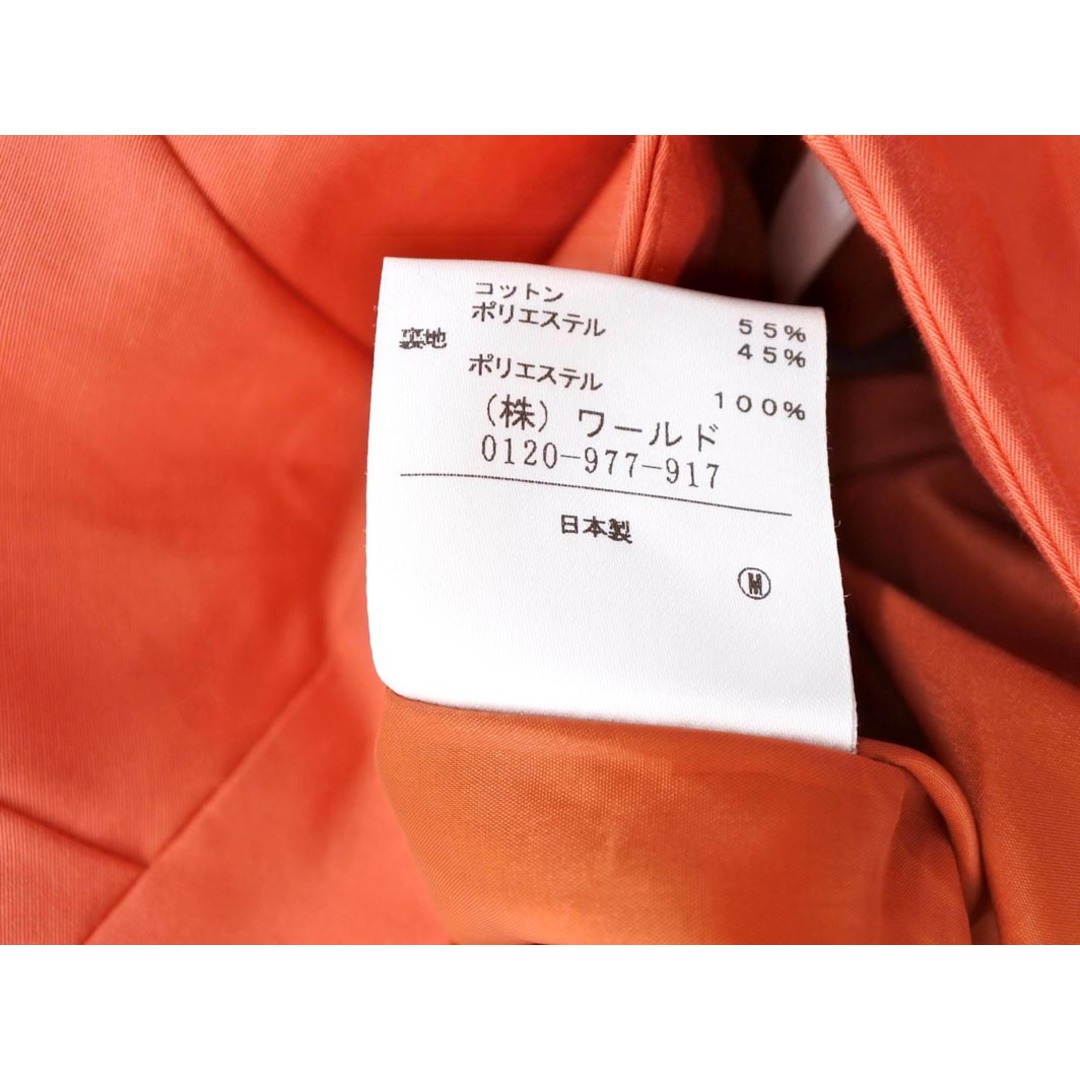 コットン 55%
ポリエステル 45%
裏地
ポリエステル 100%
(株) ワールド
0120-977-917
日本製
M